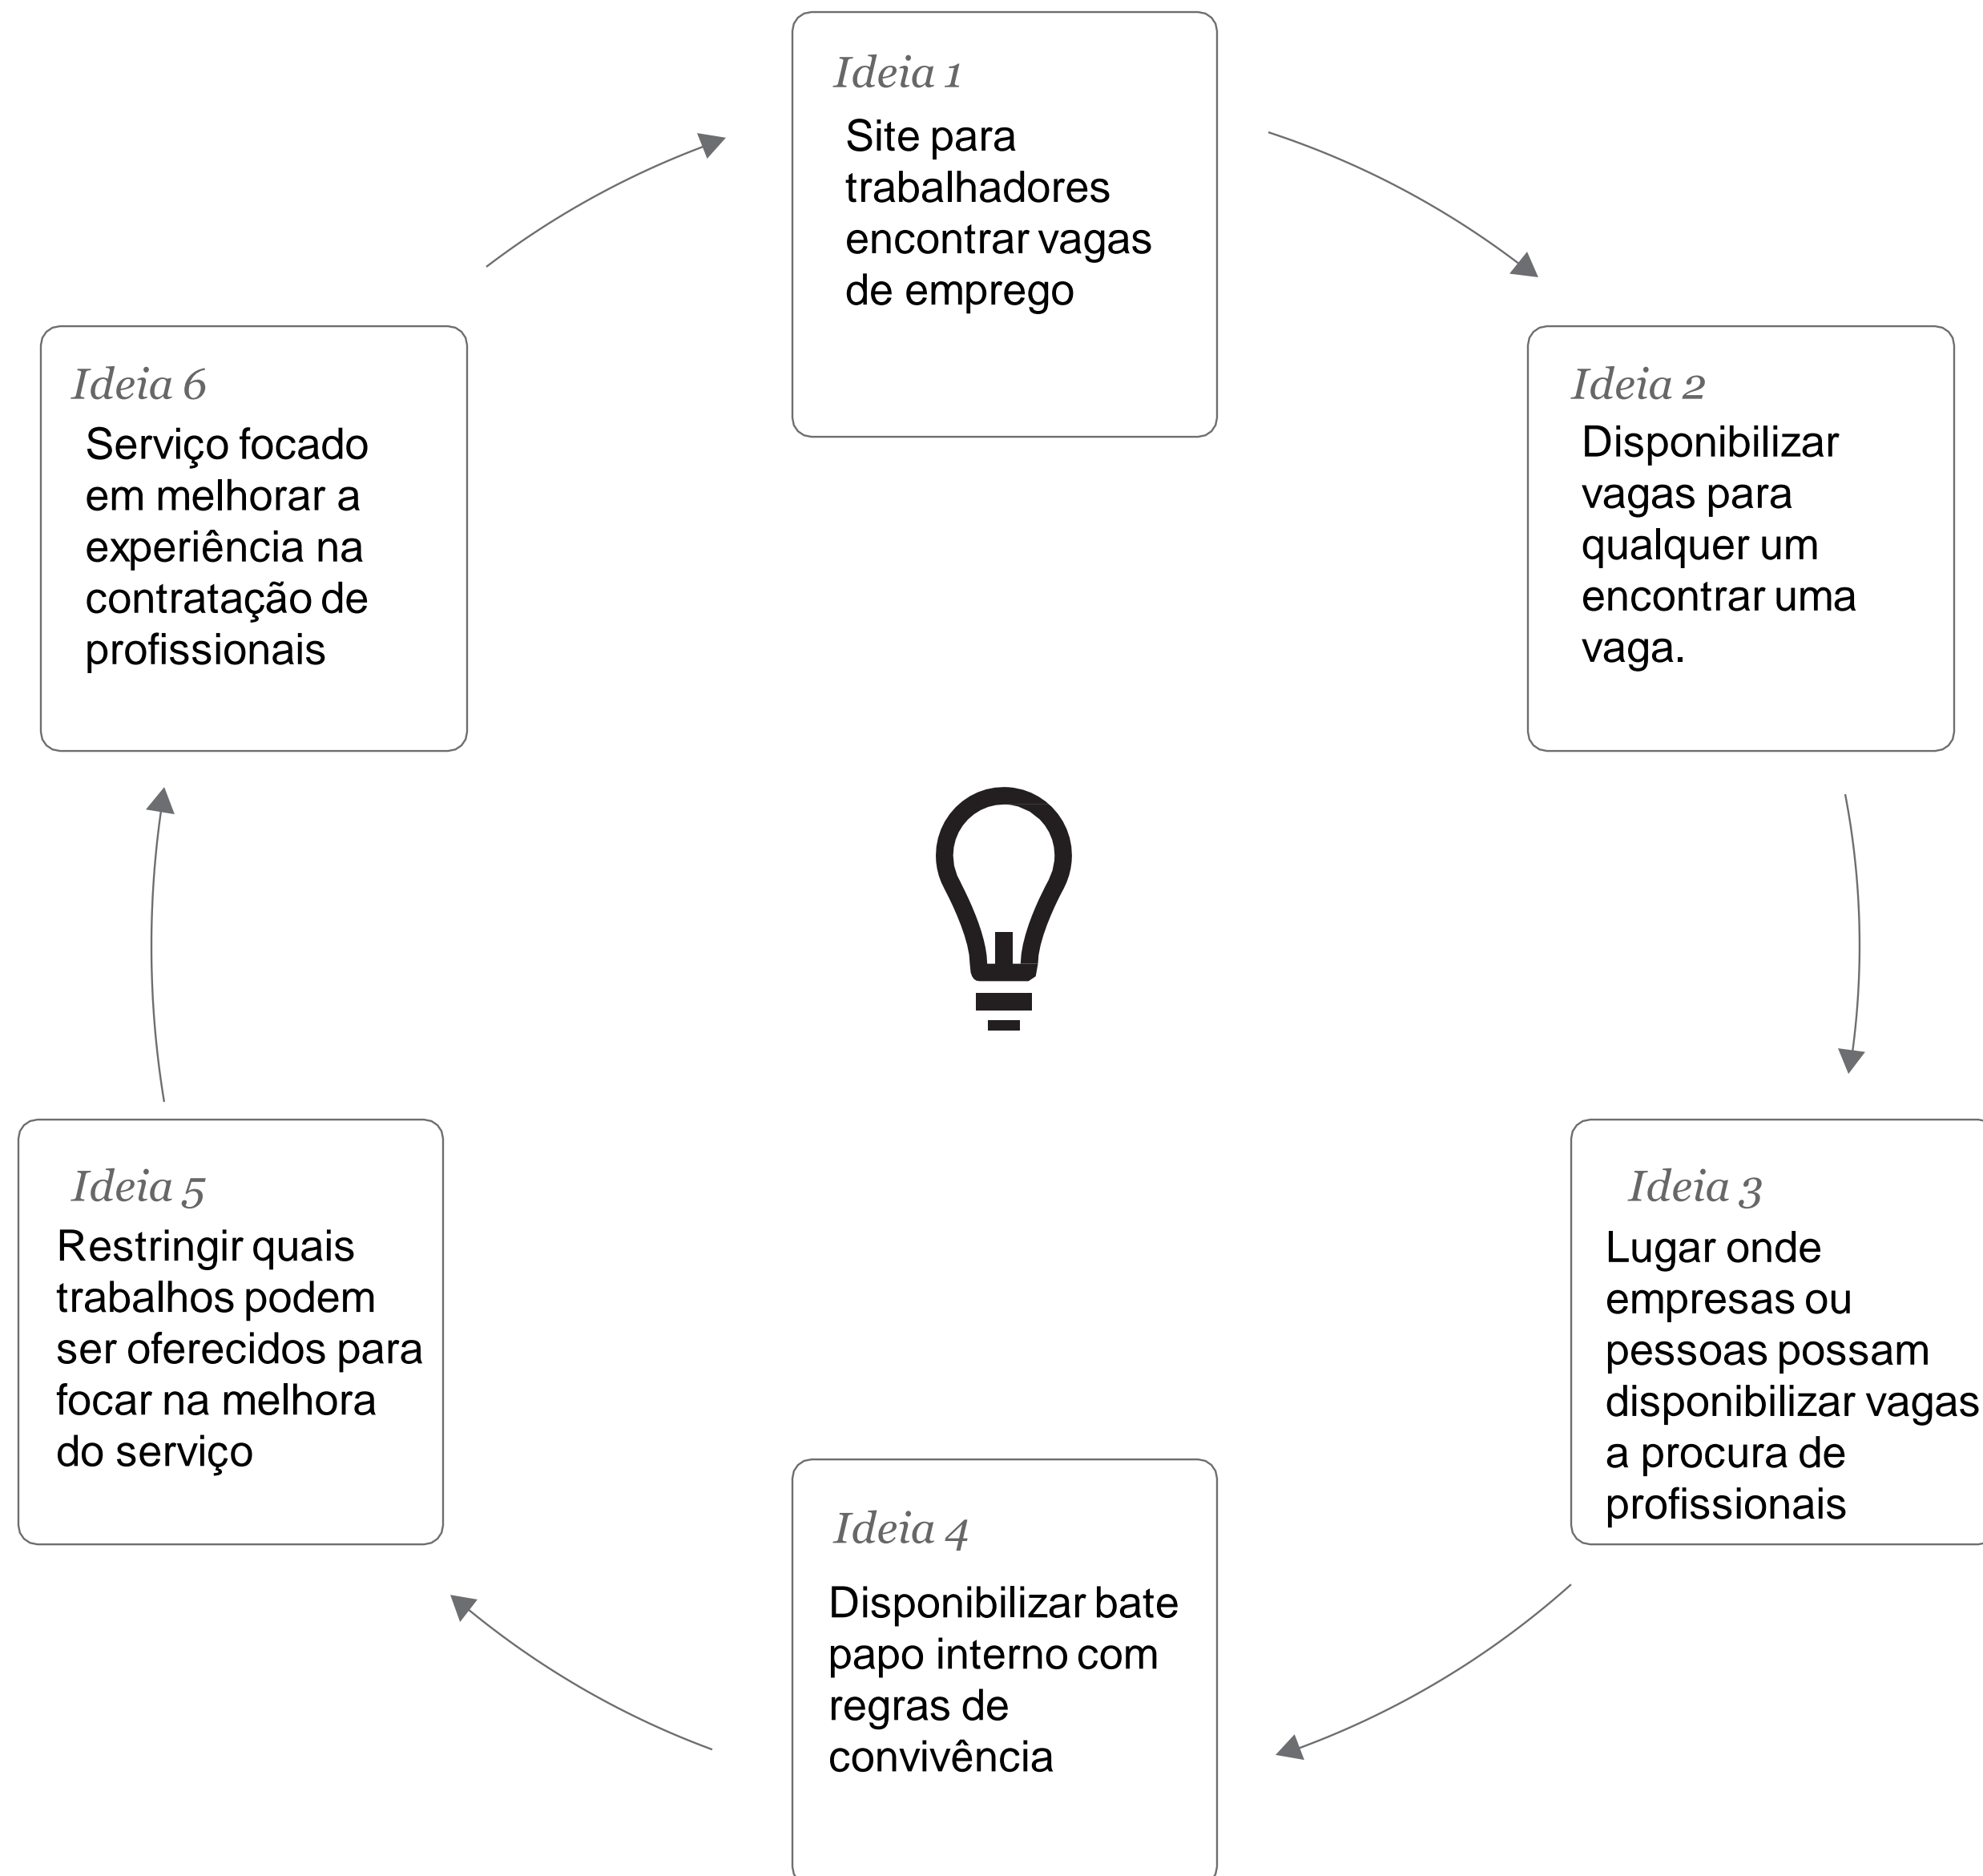 Ideia 1
Site para
trabalhadores
encontrar vagas
de emprego
Ideia 2
Disponibilizar
vagas para
qualquer um
encontrar uma
vaga.
Ideia 3
Lugar onde
empresas ou
pessoas possam
disponibilizar vagas
a procura de
profissionais
Ideia 4
Disponibilizar bate
papo interno com
regras de
convivência
Ideia 5
Restringir quais
trabalhos podem
ser oferecidos para
focar na melhora
do serviço
Ideia 6
Serviço focado
em melhorar a
experiência na
contratação de
profissionais